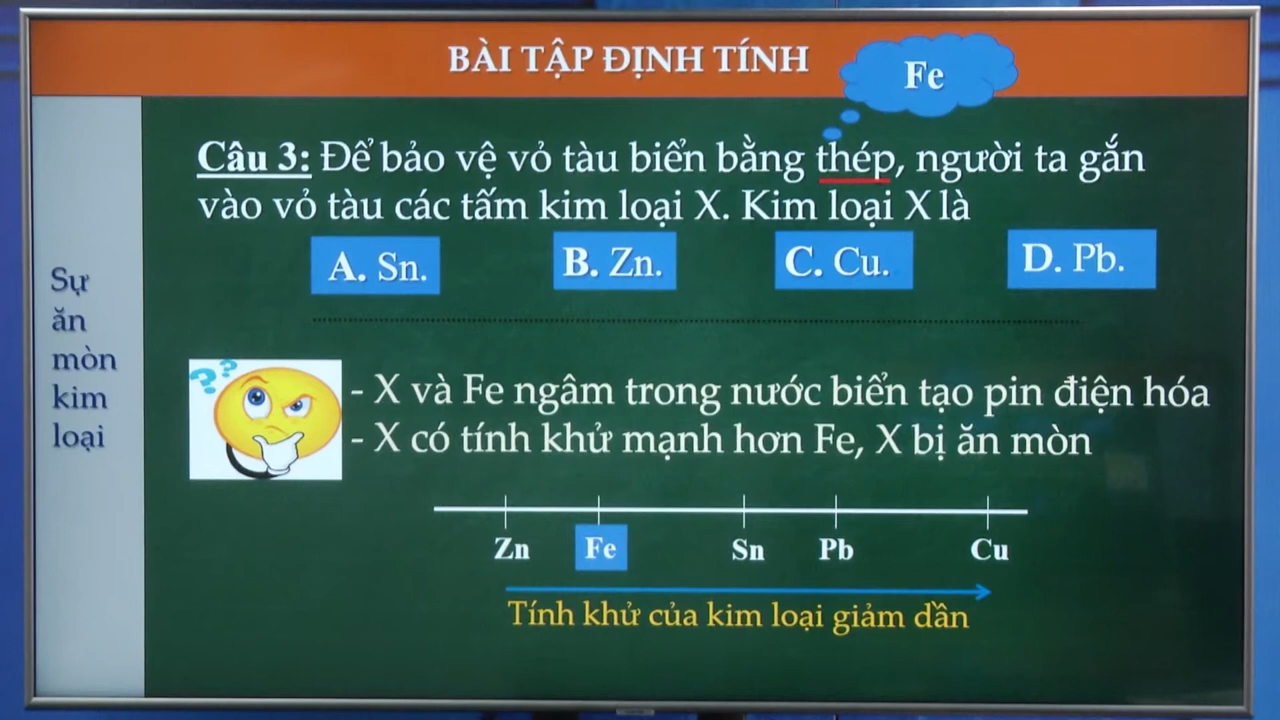 BÀI TẬP ĐỊNH TÍNH
Fe
Câu 3: Để bảo vệ vỏ tàu biển bằng thép, người ta gắn
vào vỏ tàu các tấm kim loại X. Kim loại X là
A. Sn.
B. Zn.
C. Cu.
D. Pb.
Sự
ăn
mòn
kim
loại
??
- X và Fe ngâm trong nước biển tạo pin điện hóa
- X có tính khử mạnh hơn Fe, X bị ăn mòn
Zn
Fe
Sn
Pb
Cu
Tính khử của kim loại giảm dần